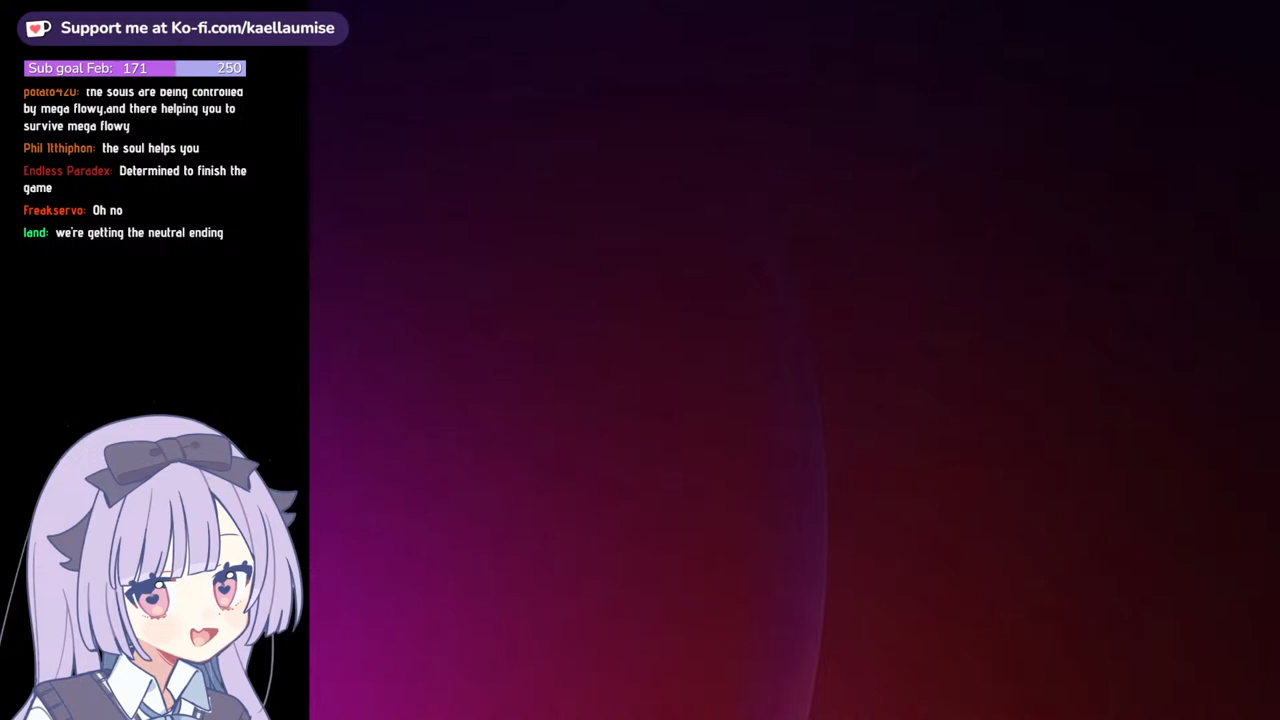 Support me at Ko-fi.com/kaellaumise
Sub goal Feb: 171 250
potato420: the souls are being controlled
by mega flowy,and there helping you to
survive mega flowy
Phil Itthiphon: the soul helps you
Endless Paradex: Determined to finish the
game
Freakservo: Oh no
land: we're getting the neutral ending